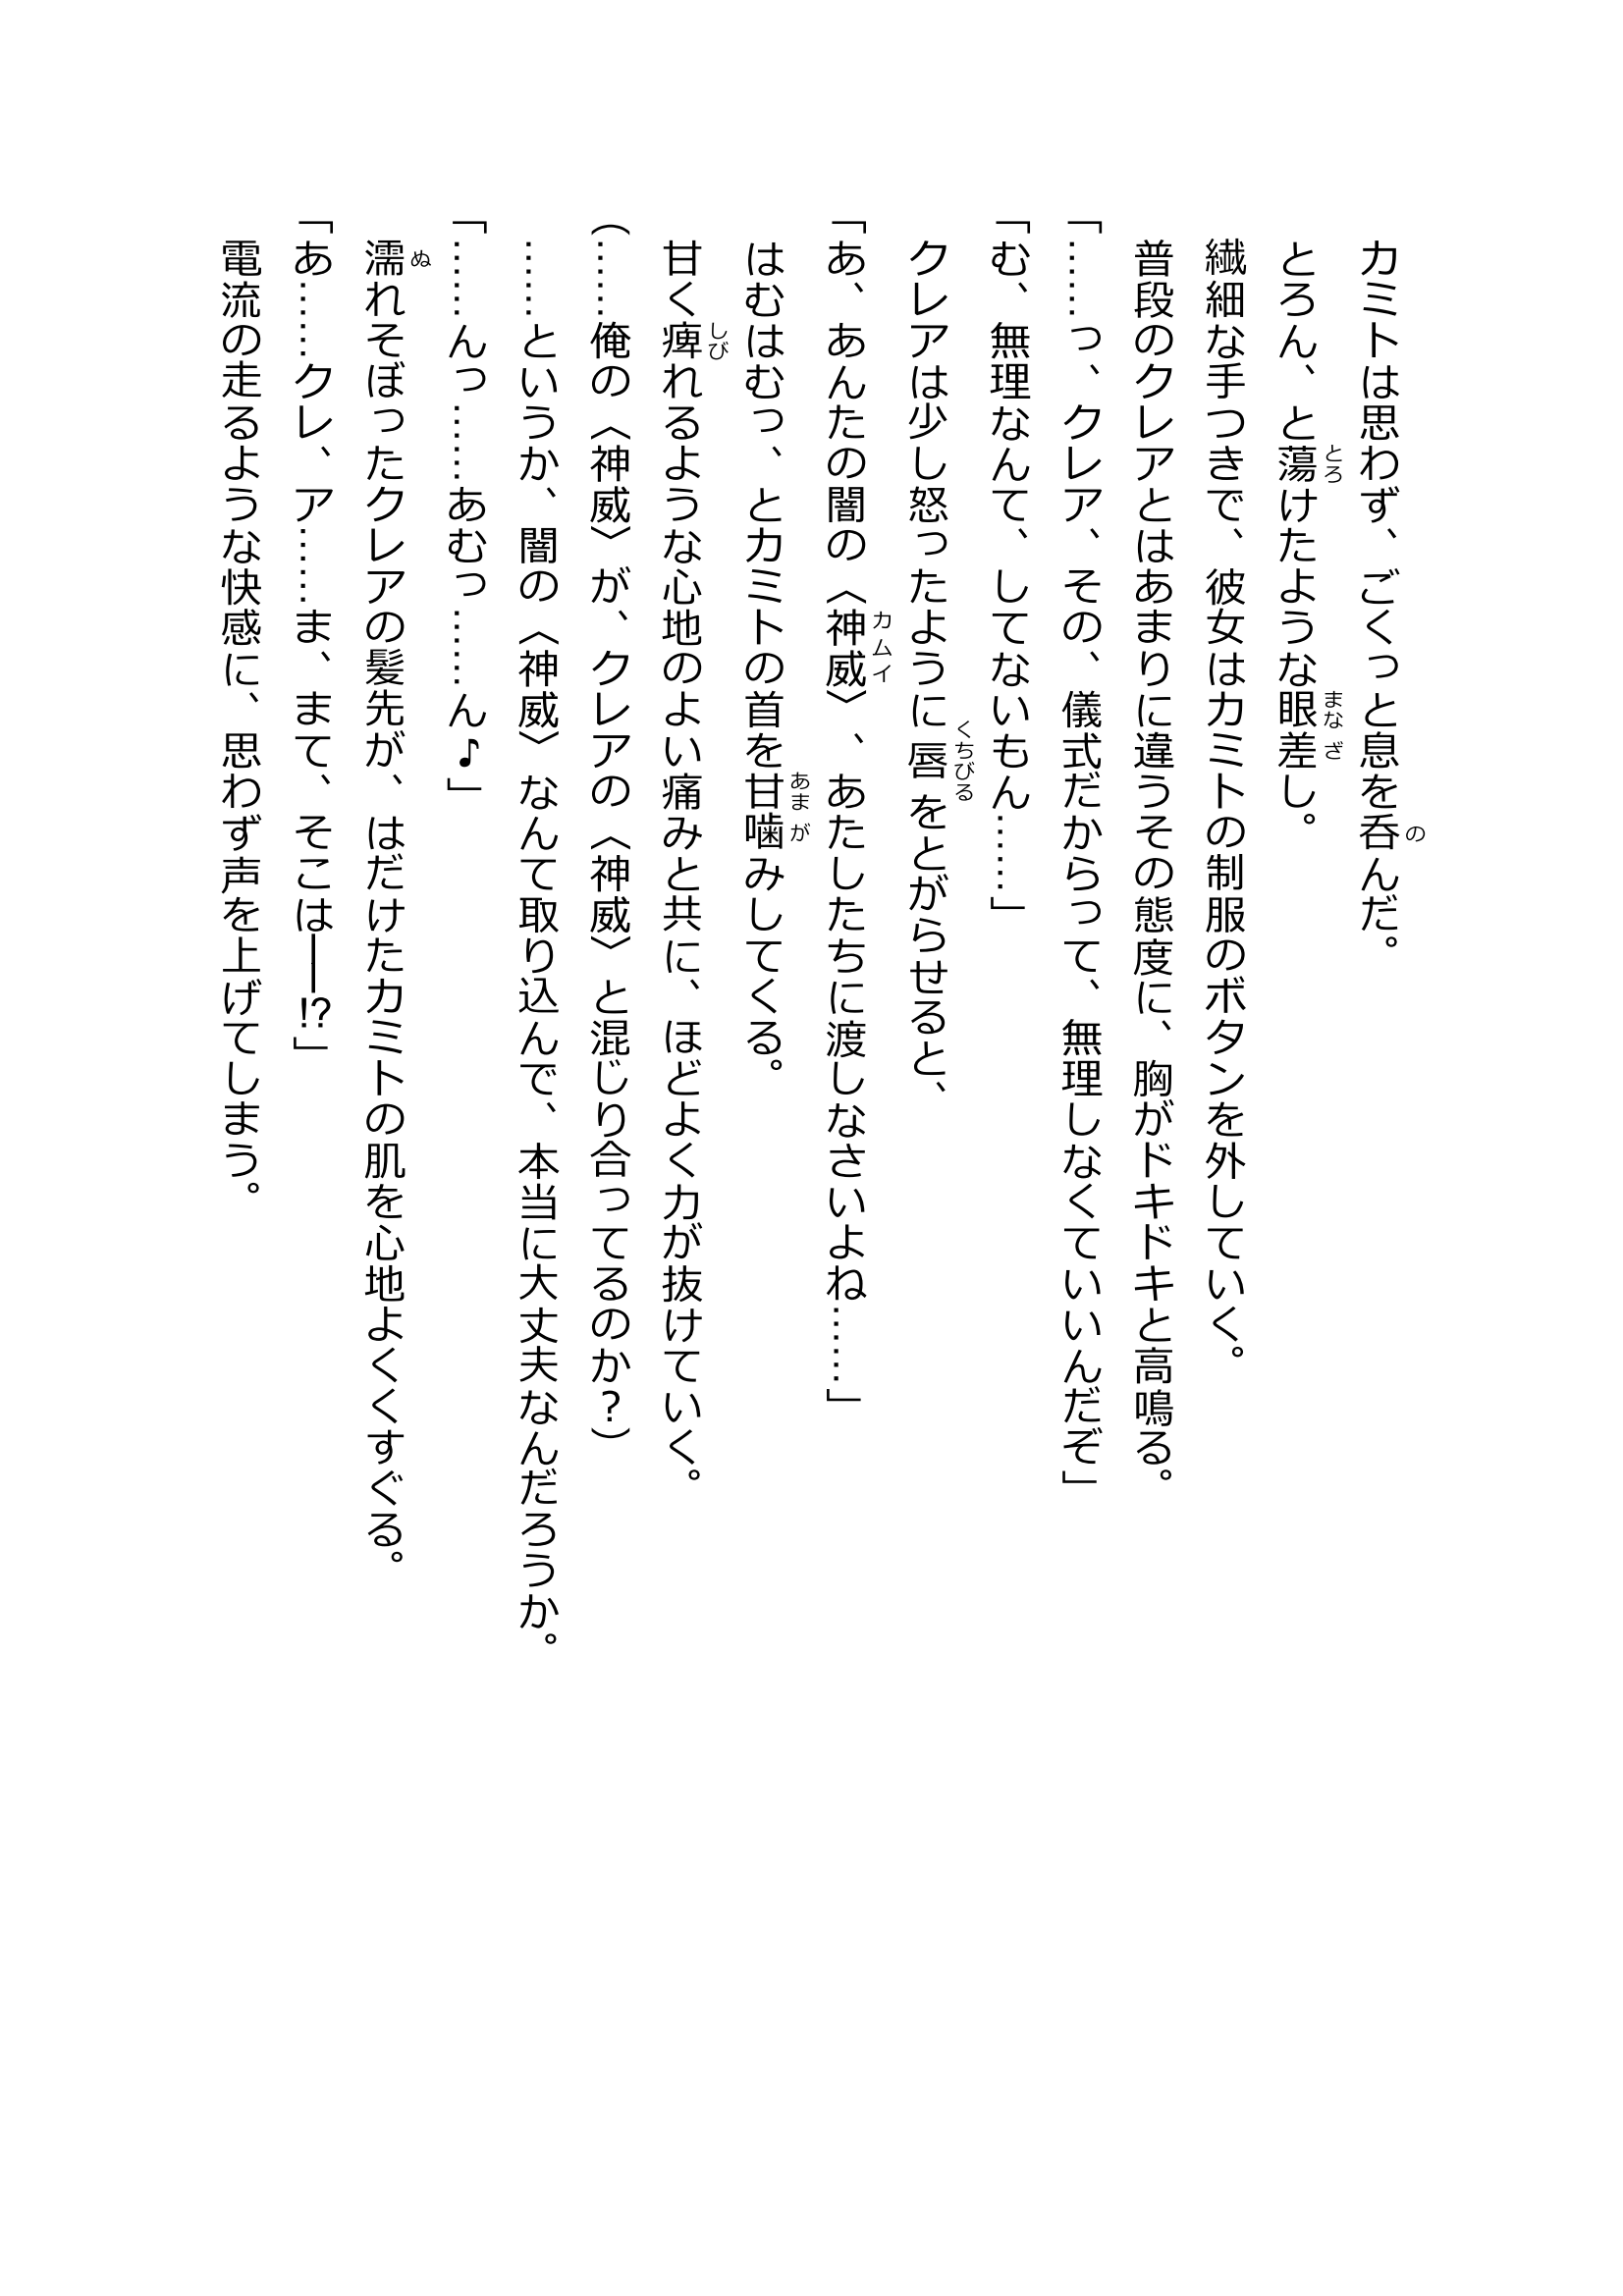 カミトは思わず、ごくっと息を呑んだ。
とろん、と蕩けたような眼差し。
繊細な手つきで、彼女はカミトの制服のボタンを外していく。
普段のクレアとはあまりに違うその態度に、胸がドキドキと高鳴る。
「……っ、クレア、その、儀式だからって、無理しなくていいんだぞ」
「む、無理なんて、してないもん……」
クレアは少し怒ったように唇をとがらせると、
「あ、あんたの闇の〈神威〉、あたしたちに渡しなさいよね……」
はむはむっ、とカミトの首を甘噛みしてくる。
甘く痺れるような心地のよい痛みと共に、ほどよく力が抜けていく。
(……俺の〈神威〉が、クレアの〈神威〉と混じり合ってるのか?)
……というか、闇の〈神威〉なんて取り込んで、本当に大丈夫なんだろうか。
「……んっ……あむっ……ん♪」
濡れそぼったクレアの髪先が、はだけたカミトの肌を心地よくくすぐる。
「あ……クレ、ア……ま、まて、そこは――!?」
電流の走るような快感に、思わず声を上げてしまう。